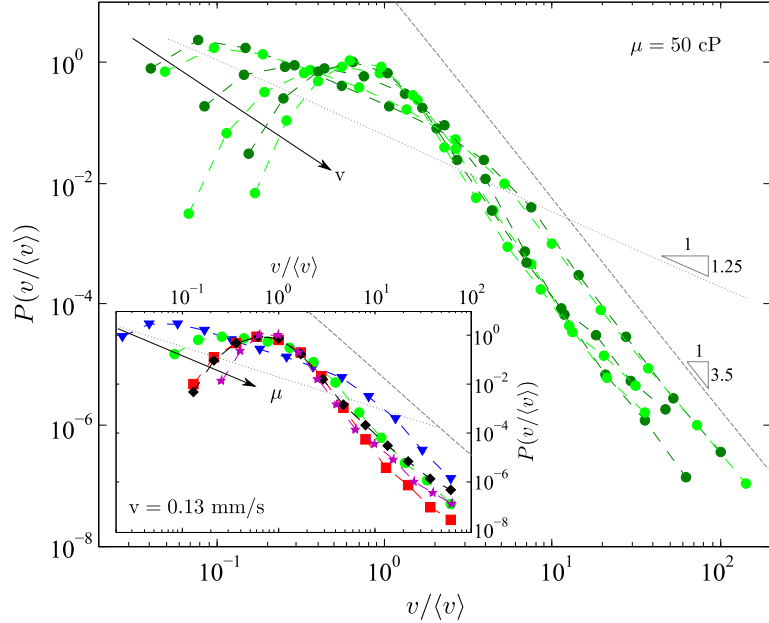 10^0
10^-2
10^-4
10^-6
10^-8
P(v/⟨v⟩)
μ = 50 cP
v
1
1.25
1
3.5
v/⟨v⟩
10^-1 10^0 10^1 10^2
10^0
10^-2
10^-4
10^-6
10^-8
P(v/⟨v⟩)
μ
v = 0.13 mm/s
10^-1 10^0 10^1 10^2
v/⟨v⟩